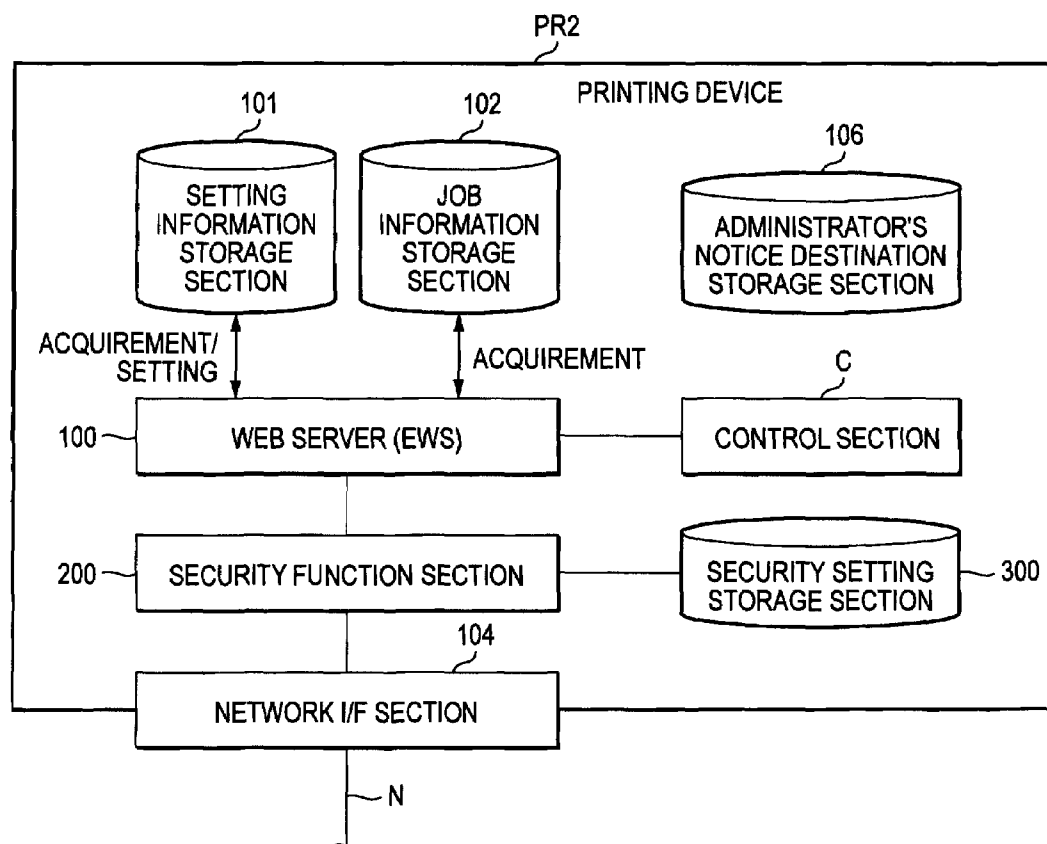 PR2
PRINTING DEVICE
101
102
106
SETTING
INFORMATION
STORAGE
SECTION
JOB
INFORMATION
STORAGE
SECTION
ADMINISTRATOR'S
NOTICE DESTINATION
STORAGE SECTION
ACQUIREMENT/
SETTING
ACQUIREMENT
C
100
WEB SERVER (EWS)
CONTROL SECTION
200
SECURITY FUNCTION SECTION
SECURITY SETTING
STORAGE SECTION
300
104
NETWORK I/F SECTION
N